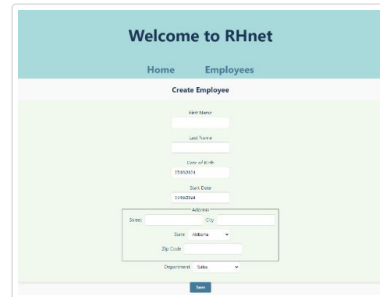 Welcome to RHnet
Home Employees
Create Employee
First Name
Last Name
Date of Birth
Start Date
Address
Street City
State Alabama
Zip Code
Department Sales
Save